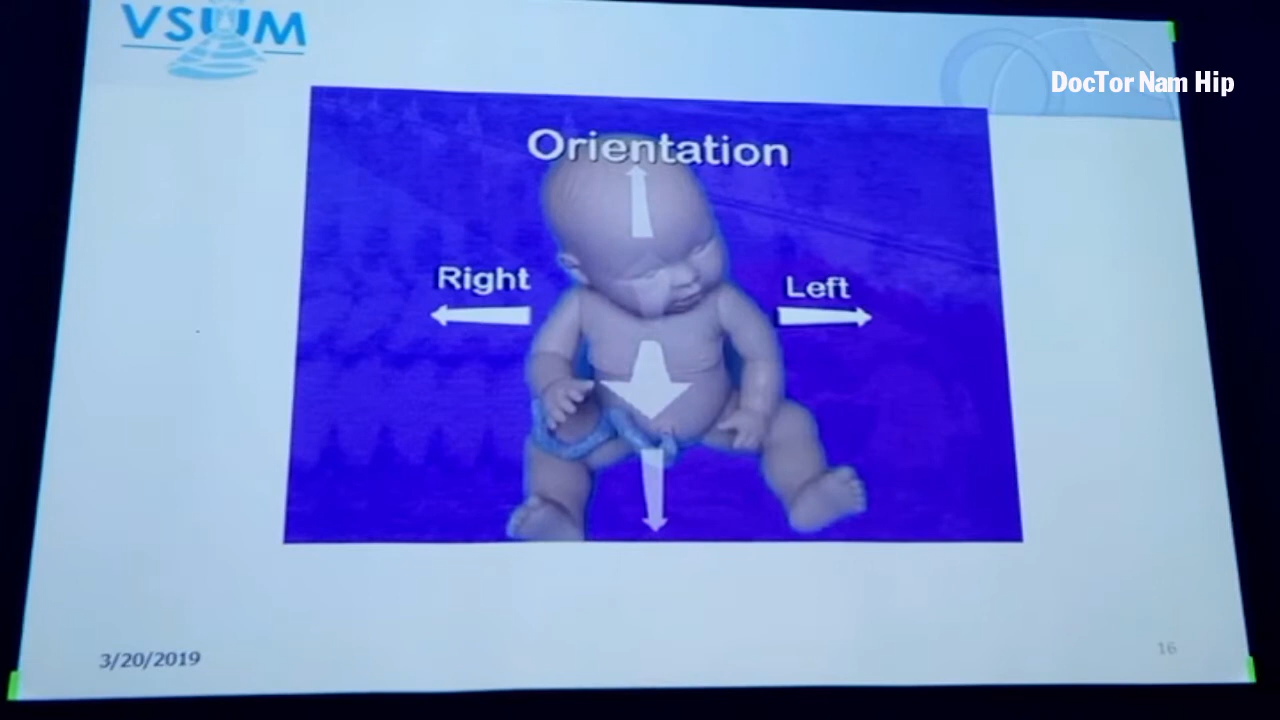 VSUM
DocTor Nam Hip
Orientation
Right
Left
3/20/2019
16